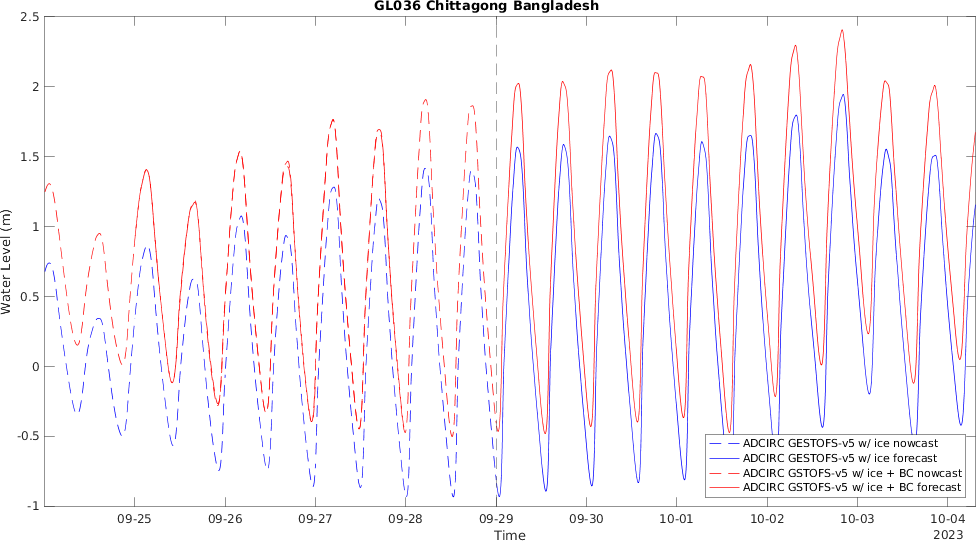 GL036 Chittagong Bangladesh
2.5
2
1.5
1
0.5
0
-0.5
-1
Water Level (m)
09-25 09-26 09-27 09-28 09-29 09-30 10-01 10-02 10-03 10-04
2023
Time
ADCIRC GESTOFS-v5 w/ ice nowcast
ADCIRC GESTOFS-v5 w/ ice forecast
ADCIRC GSTOFS-v5 w/ ice + BC nowcast
ADCIRC GSTOFS-v5 w/ ice + BC forecast